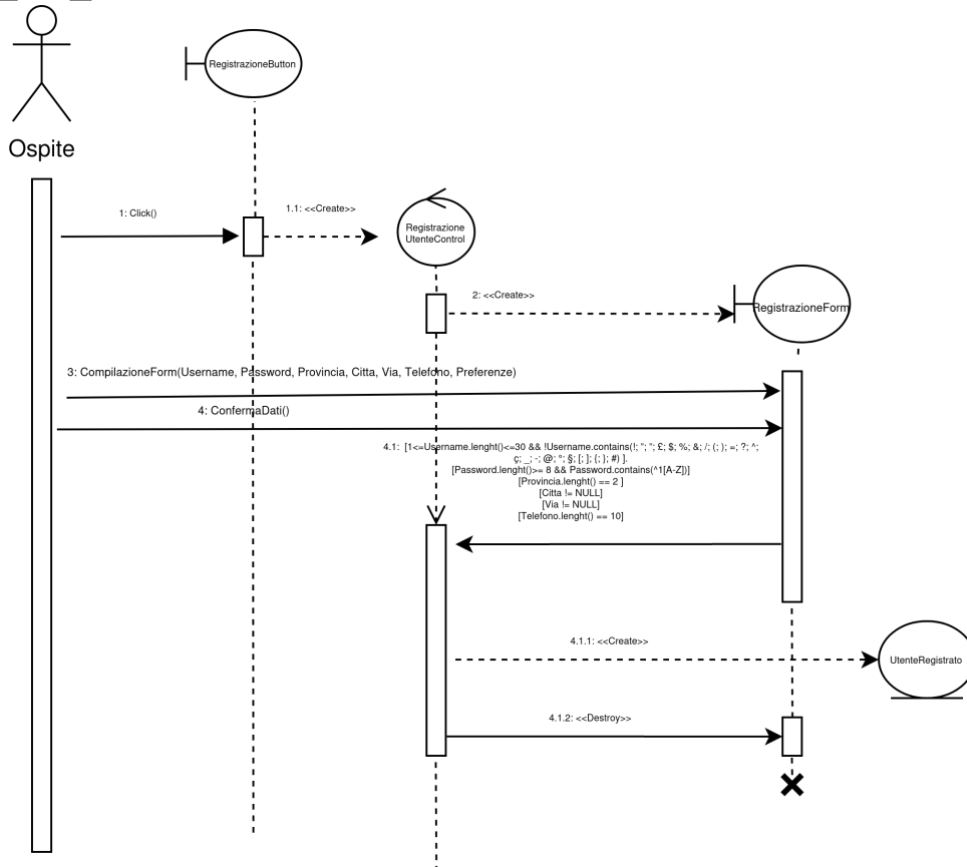 RegistrazioneButton
Ospite
1: Click()
1.1: <<Create>>
Registrazione
UtenteControl
2: <<Create>>
RegistrazioneForm
3: CompilazioneForm(Username, Password, Provincia, Citta, Via, Telefono, Preferenze)
4: ConfermaDati()
4.1: [1<=Username.lenght()<=30 && !Username.contains(!; "; "; £; $; %; &; /; (; ); =; ?; ^;
ç; _; -; @; °; §; [; ]; {; }; #) ].
[Password.lenght()>= 8 && Password.contains(^1[A-Z])]
[Provincia.lenght() == 2 ]
[Citta != NULL]
[Via != NULL]
[Telefono.lenght() == 10]
4.1.1: <<Create>>
UtenteRegistrato
4.1.2: <<Destroy>>